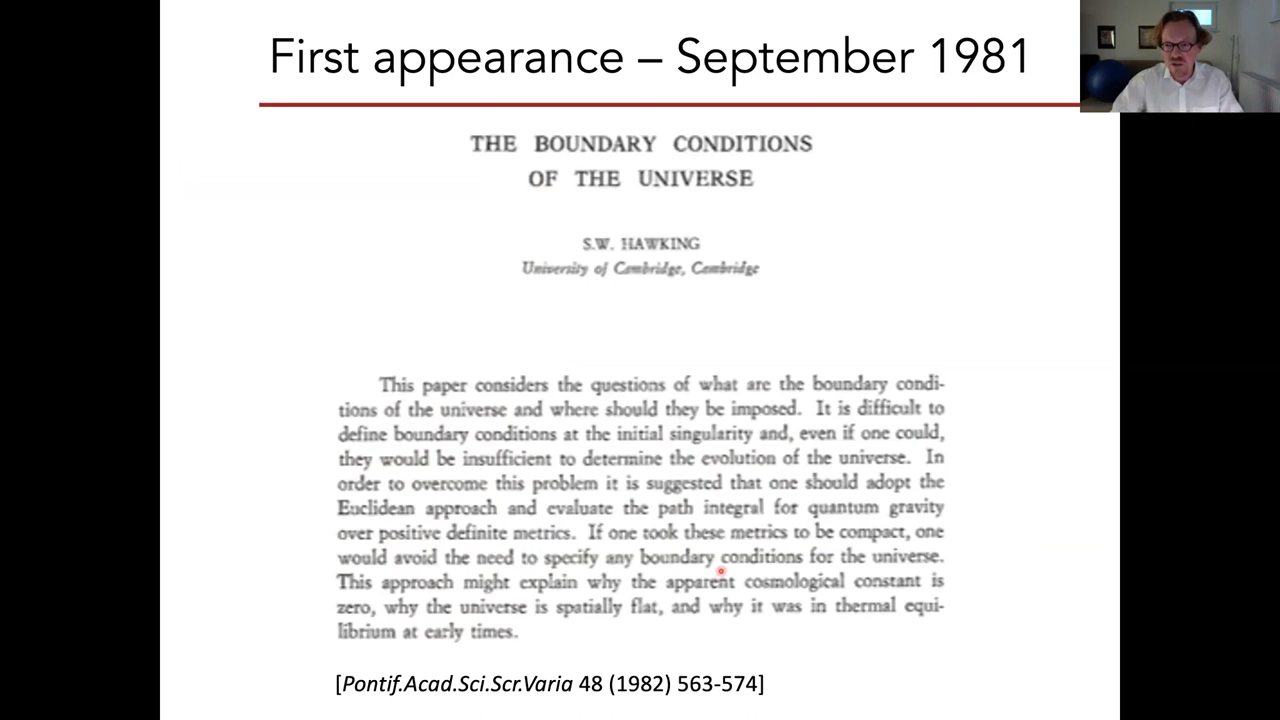 First appearance – September 1981
THE BOUNDARY CONDITIONS
OF THE UNIVERSE
S.W. HAWKING
University of Cambridge, Cambridge
This paper considers the questions of what are the boundary condi-
tions of the universe and where should they be imposed. It is difficult to
define boundary conditions at the initial singularity and, even if one could,
they would be insufficient to determine the evolution of the universe. In
order to overcome this problem it is suggested that one should adopt the
Euclidean approach and evaluate the path integral for quantum gravity
over positive definite metrics. If one took these metrics to be compact, one
would avoid the need to specify any boundary conditions for the universe.
This approach might explain why the apparent cosmological constant is
zero, why the universe is spatially flat, and why it was in thermal equi-
librium at early times.
[Pontif.Acad.Sci.Scr.Varia 48 (1982) 563-574]